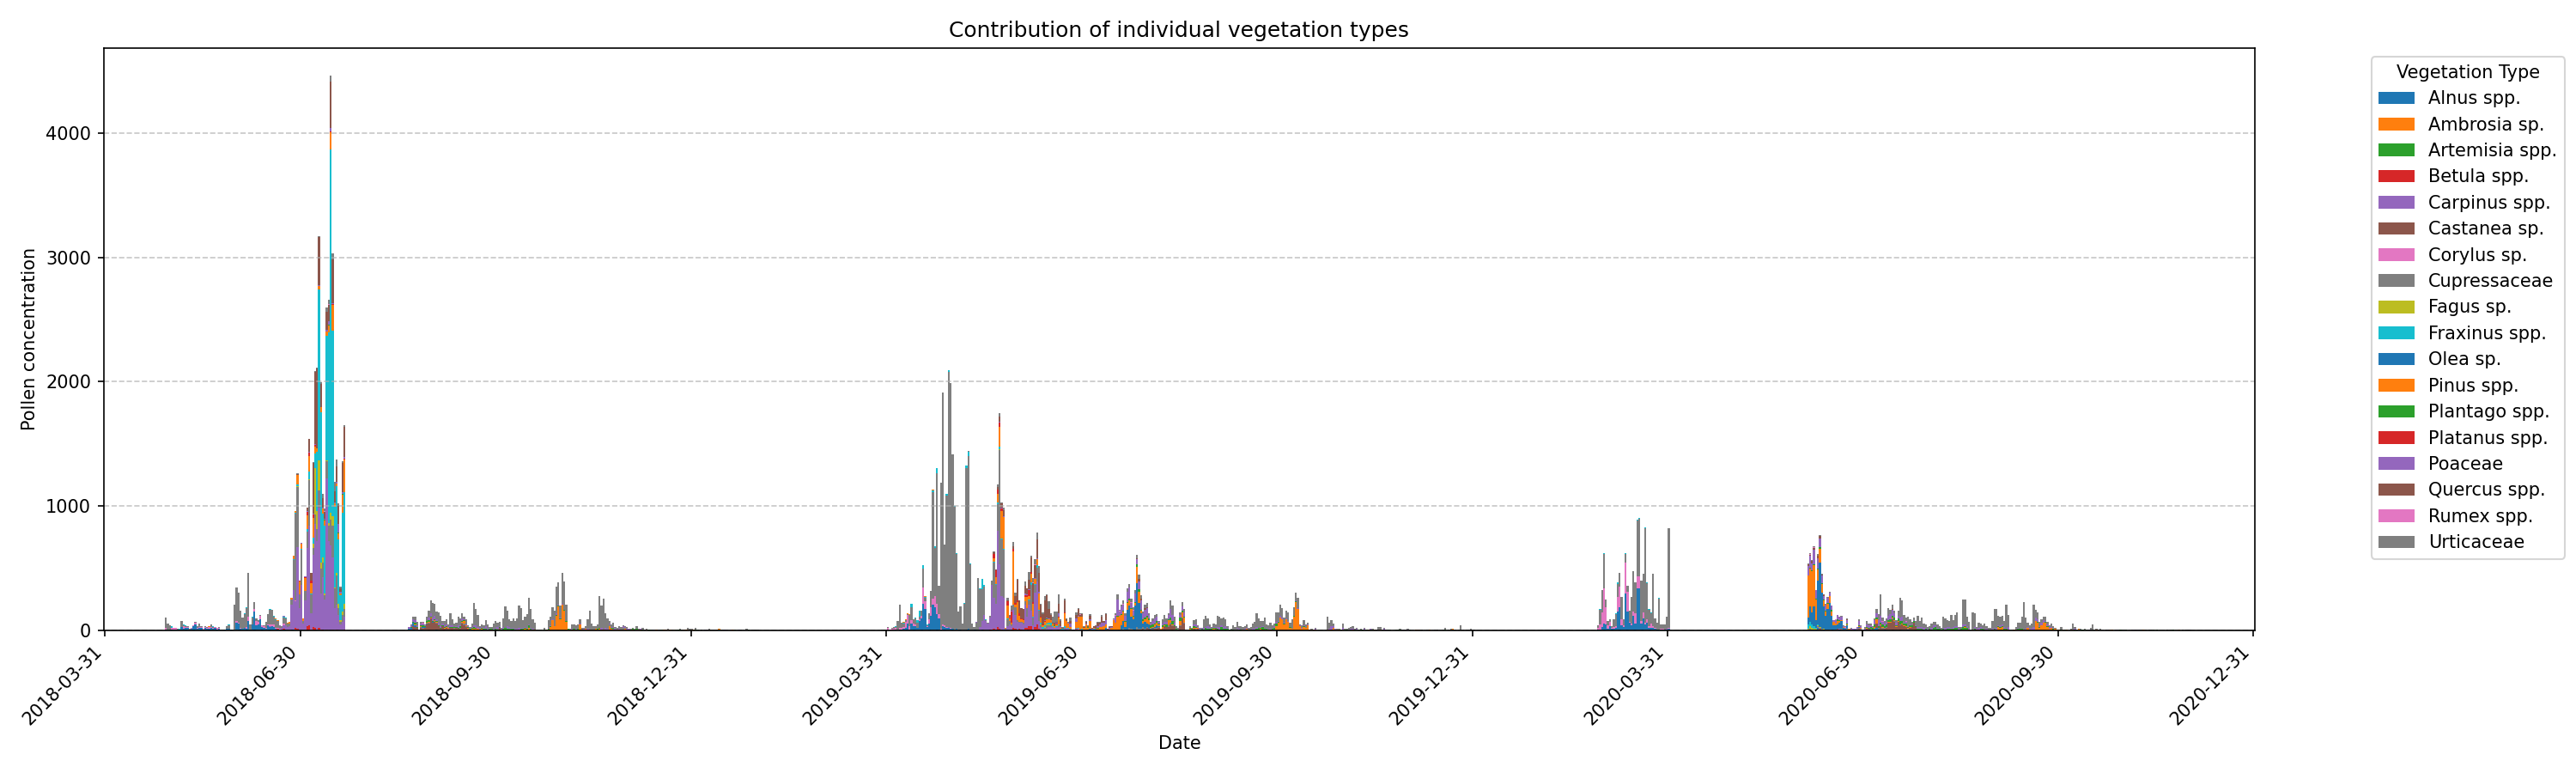 Contribution of individual vegetation types
Pollen concentration
4000
3000
2000
1000
0
2018-03-31
2018-06-30
2018-09-30
2018-12-31
2019-03-31
2019-06-30
2019-09-30
2019-12-31
2020-03-31
2020-06-30
2020-09-30
2020-12-31
Date
Vegetation Type
Alnus spp.
Ambrosia sp.
Artemisia spp.
Betula spp.
Carpinus spp.
Castanea sp.
Corylus sp.
Cupressaceae
Fagus sp.
Fraxinus spp.
Olea sp.
Pinus spp.
Plantago spp.
Platanus spp.
Poaceae
Quercus spp.
Rumex spp.
Urticaceae